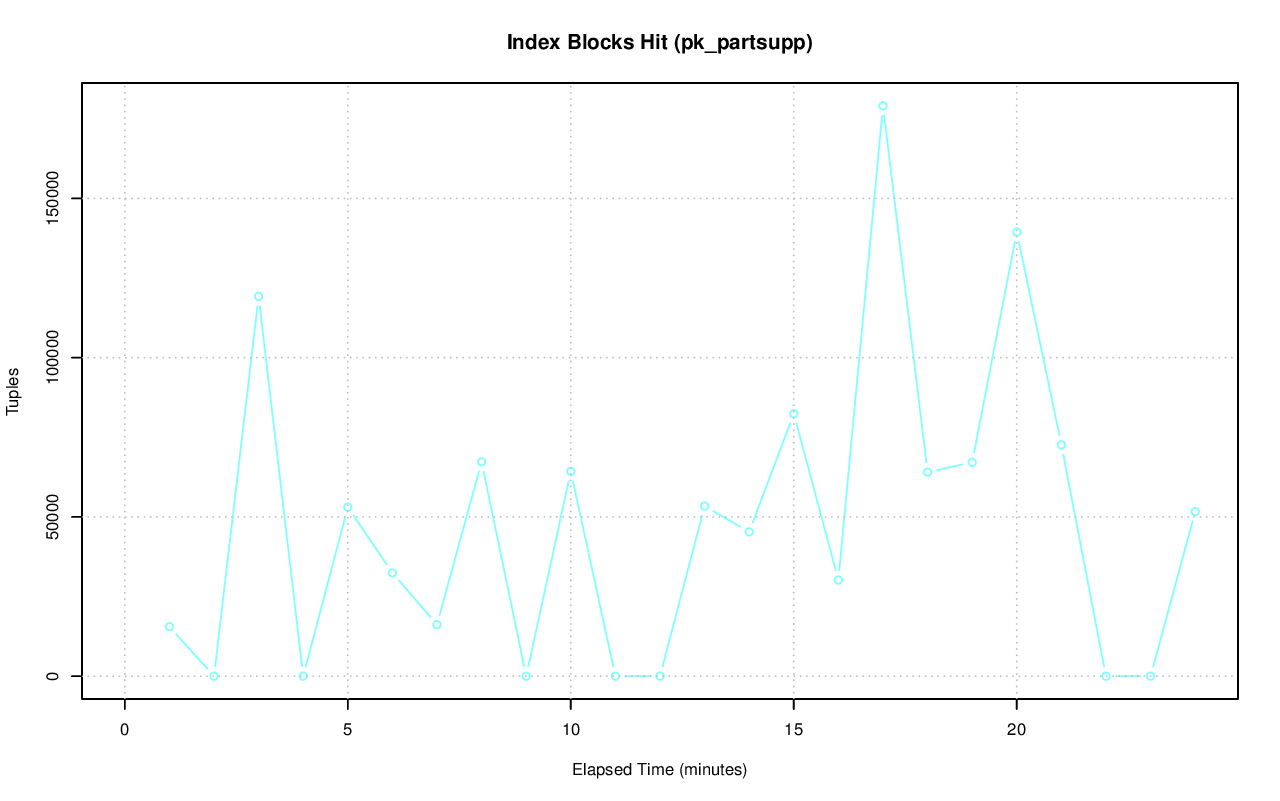 Index Blocks Hit (pk_partsupp)
Tuples
150000
100000
50000
0
0 5 10 15 20
Elapsed Time (minutes)